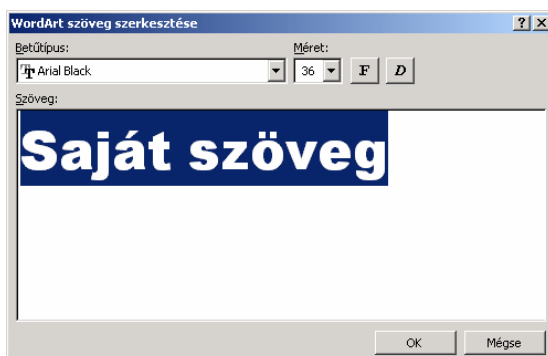 WordArt szöveg szerkesztése
Betűtípus: Méret:
Arial Black 36 F D
Szöveg:
Saját szöveg
OK Mégse